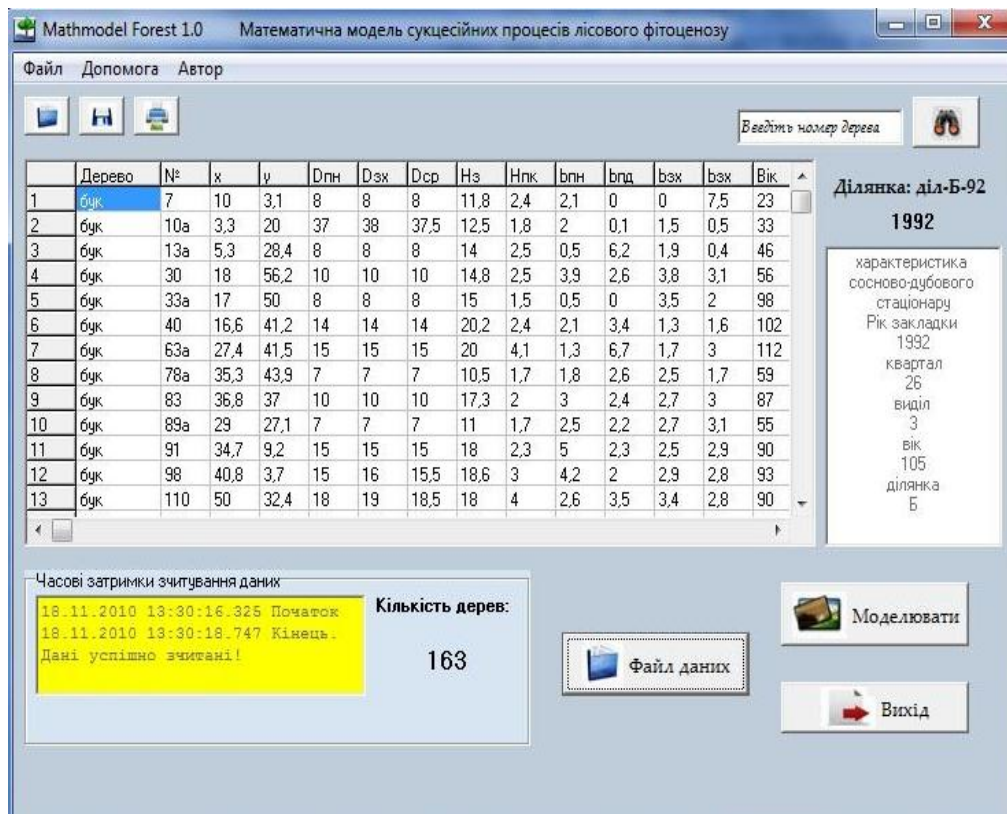 Mathmodel Forest 1.0 Математична модель сукцесійних процесів лісового фітоценозу
Файл Допомога Автор
Введіть номер дерева
Дерево № x y Dпн Dзх Dср Hз Hпк bпн bпд bзх bзх Вік
1 бук 7 10 3,1 8 8 8 11,8 2,4 2,1 0 0 7,5 23
2 бук 10а 3,3 20 37 38 37,5 12,5 1,8 2 0,1 1,5 0,5 33
3 бук 13а 5,3 28,4 8 8 8 14 2,5 0,5 6,2 1,9 0,4 46
4 бук 30 18 56,2 10 10 10 14,8 2,5 3,9 2,6 3,8 3,1 56
5 бук 33а 17 50 8 8 8 15 1,5 0,5 0 3,5 2 98
6 бук 40 16,6 41,2 14 14 14 20,2 2,4 2,1 3,4 1,3 1,6 102
7 бук 63а 27,4 41,5 15 15 15 20 4,1 1,3 6,7 1,7 3 112
8 бук 78а 35,3 43,9 7 7 7 10,5 1,7 1,8 2,6 2,5 1,7 59
9 бук 83 36,8 37 10 10 10 17,3 2 3 2,4 2,7 3 87
10 бук 89а 29 27,1 7 7 7 11 1,7 2,5 2,2 2,7 3,1 55
11 бук 91 34,7 9,2 15 15 15 18 2,3 5 2,3 2,5 2,9 90
12 бук 98 40,8 3,7 15 16 15,5 18,6 3 4,2 2 2,9 2,8 93
13 бук 110 50 32,4 18 19 18,5 18 4 2,6 3,5 3,4 2,8 90
Ділянка: діл-Б-92
1992
характеристика
сосново-дубового
стаціонару
Рік закладки
1992
квартал
26
виділ
3
вік
105
ділянка
Б
Часові затримки зчитування даних
18.11.2010 13:30:16.325 Початок
18.11.2010 13:30:18.747 Кінець.
Дані успішно зчитані!
Кількість дерев:
163
Файл даних
Моделювати
Вихід